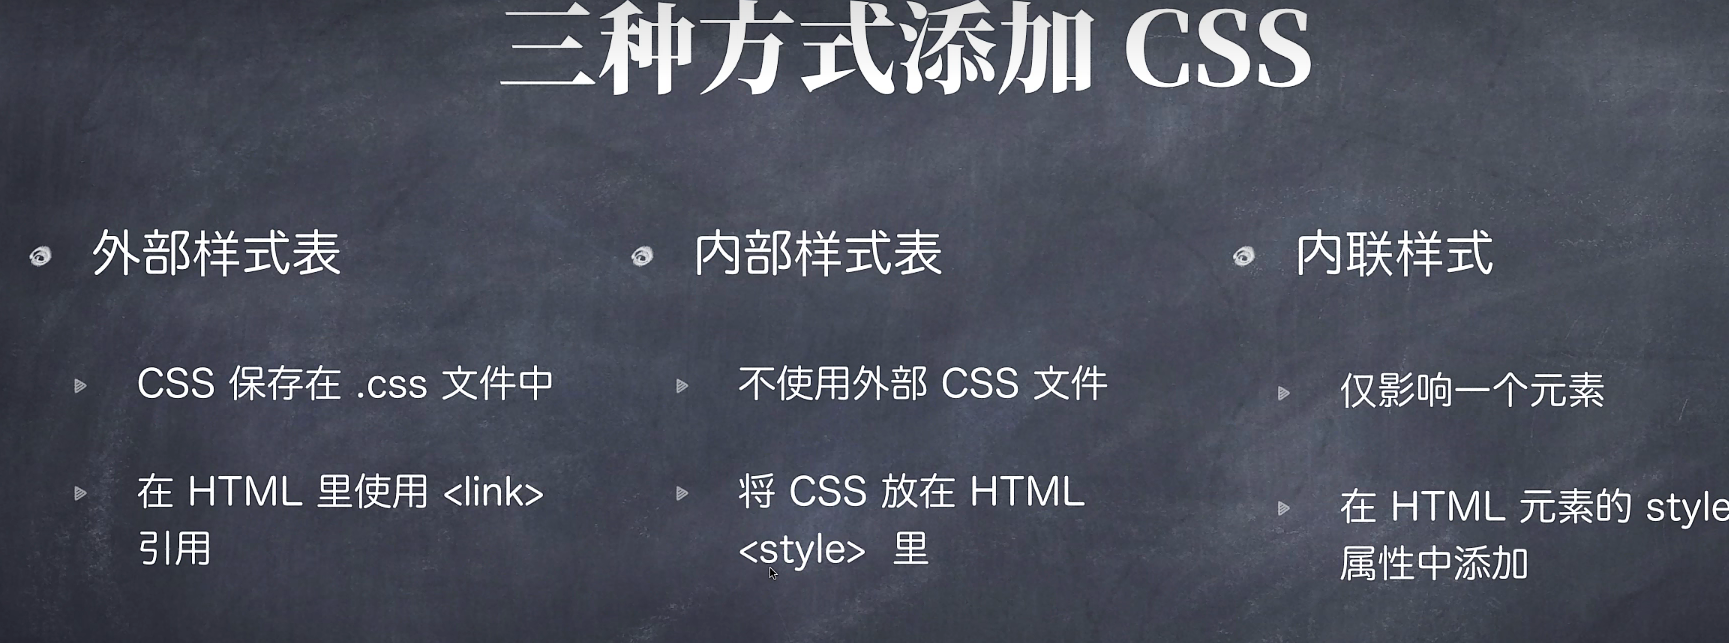 三种方式添加 CSS
外部样式表
CSS 保存在 .css 文件中
在 HTML 里使用 <link>
引用
内部样式表
不使用外部 CSS 文件
将 CSS 放在 HTML
<style> 里
内联样式
仅影响一个元素
在 HTML 元素的 style
属性中添加